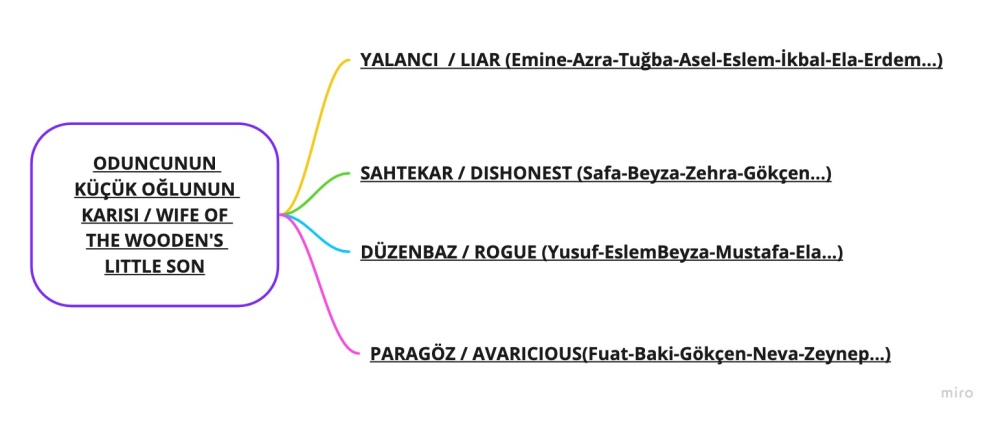 YALANCI / LIAR (Emine-Azra-Tuğba-Asel-Eslem-İkbal-Ela-Erdem...)
ODUNCUNUN
KÜÇÜK OĞLUNUN
KARISI / WIFE OF
THE WOODEN'S
LITTLE SON
SAHTEKAR / DISHONEST (Safa-Beyza-Zehra-Gökçen...)
DÜZENBAZ / ROGUE (Yusuf-EslemBeyza-Mustafa-Ela...)
PARAGÖZ / AVARICIOUS(Fuat-Baki-Gökçen-Neva-Zeynep...)
miro